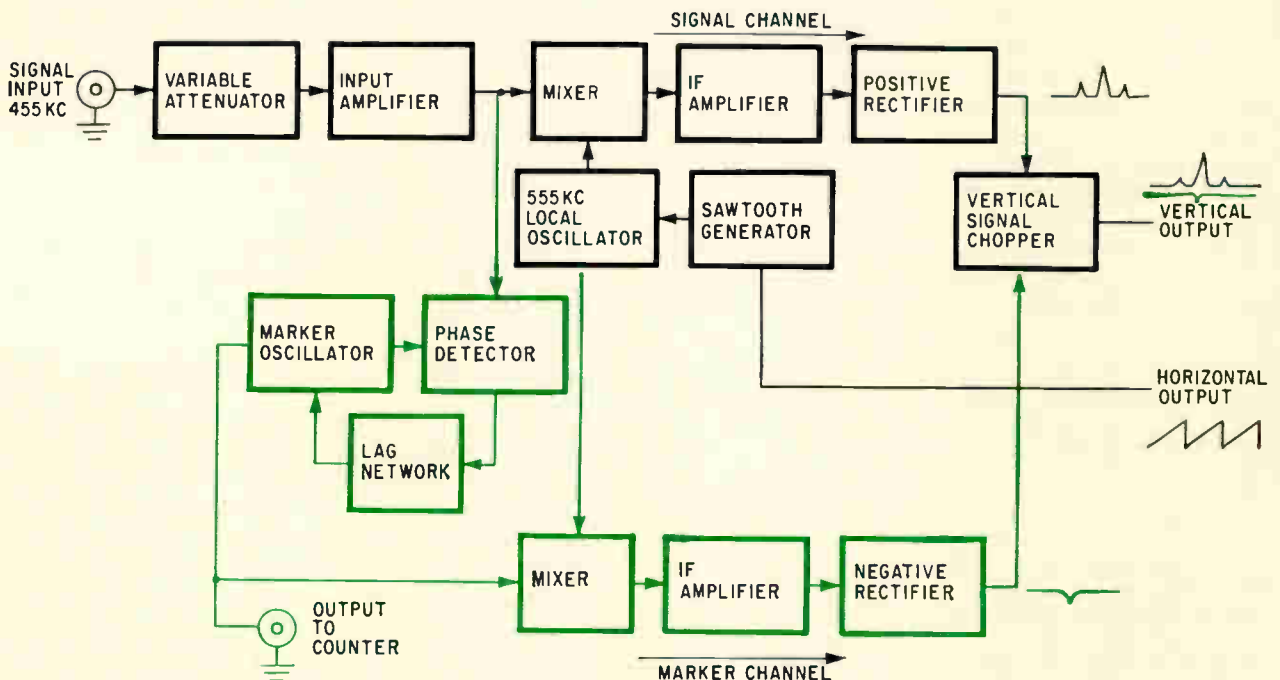 SIGNAL CHANNEL
SIGNAL
INPUT
455 KC
VARIABLE
ATTENUATOR
INPUT
AMPLIFIER
MIXER
IF
AMPLIFIER
POSITIVE
RECTIFIER
555 KC
LOCAL
OSCILLATOR
SAWTOOTH
GENERATOR
VERTICAL
SIGNAL
CHOPPER
VERTICAL
OUTPUT
MARKER
OSCILLATOR
PHASE
DETECTOR
LAG
NETWORK
HORIZONTAL
OUTPUT
MIXER
IF
AMPLIFIER
NEGATIVE
RECTIFIER
OUTPUT
TO
COUNTER
MARKER CHANNEL